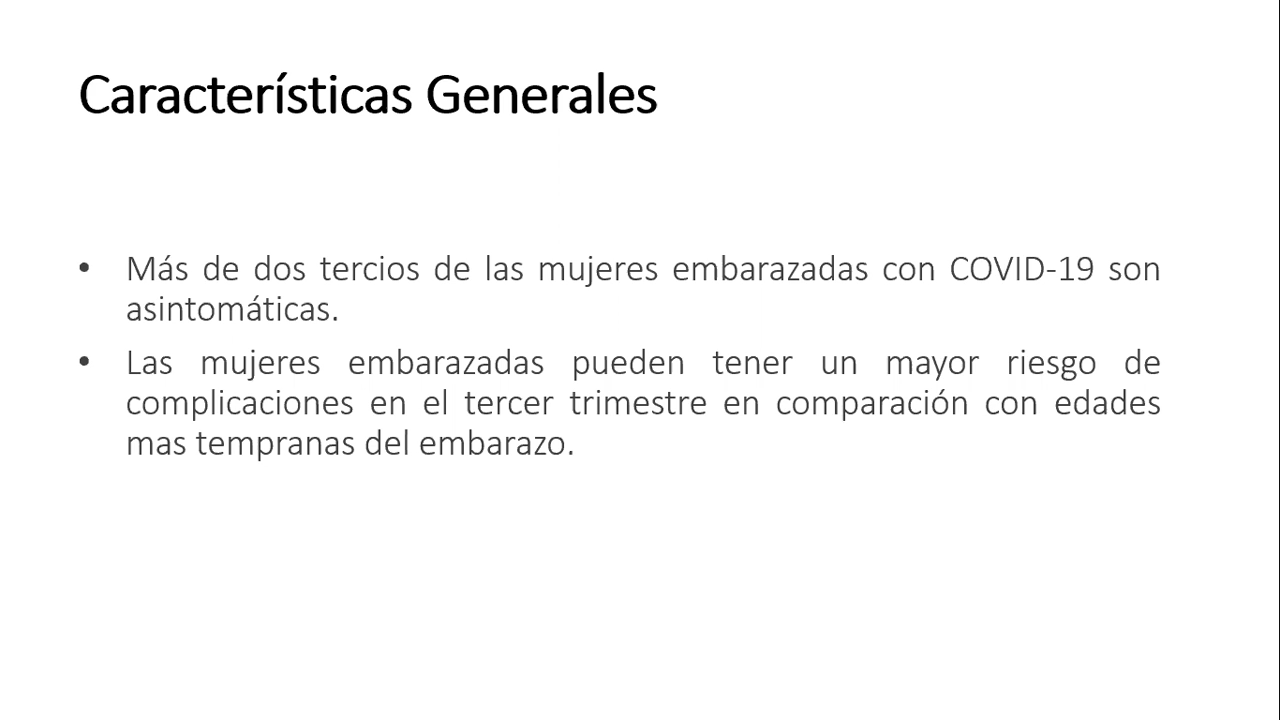 Características Generales
• Más de dos tercios de las mujeres embarazadas con COVID-19 son
asintomáticas.
• Las mujeres embarazadas pueden tener un mayor riesgo de
complicaciones en el tercer trimestre en comparación con edades
mas tempranas del embarazo.